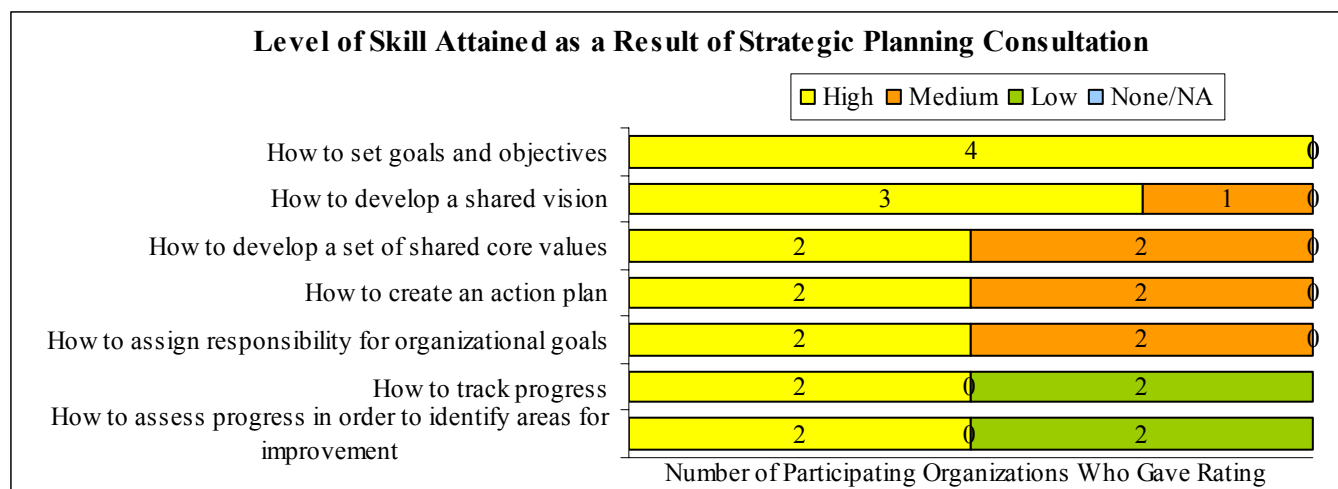 Level of Skill Attained as a Result of Strategic Planning Consultation
High Medium Low None/NA
How to set goals and objectives 4 0
How to develop a shared vision 3 1 0
How to develop a set of shared core values 2 2 0
How to create an action plan 2 2 0
How to assign responsibility for organizational goals 2 2 0
How to track progress 2 0 2
How to assess progress in order to identify areas for
improvement 2 0 2
Number of Participating Organizations Who Gave Rating